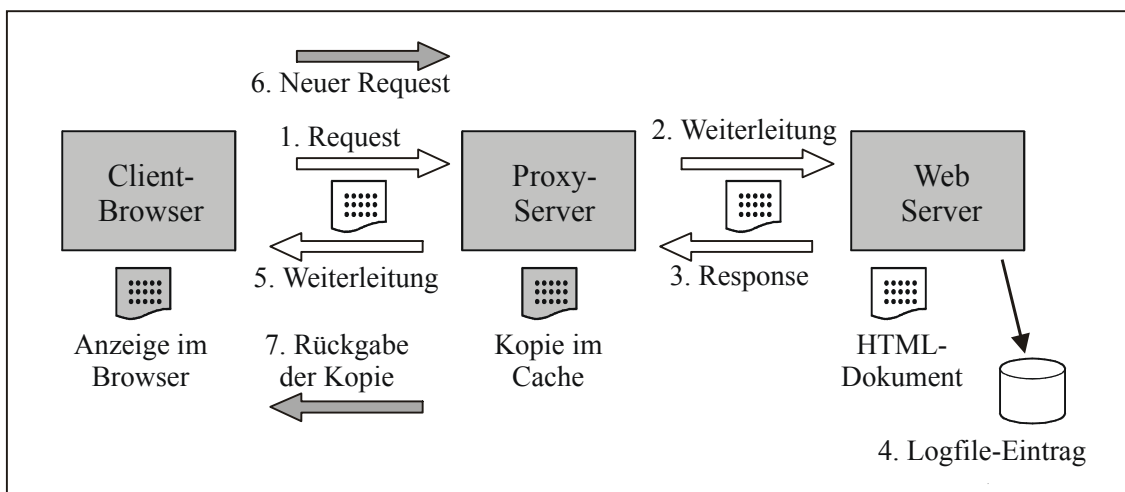 6. Neuer Request
1. Request
2. Weiterleitung
Client-
Browser
Proxy-
Server
Web
Server
5. Weiterleitung
3. Response
Anzeige im
Browser
7. Rückgabe
der Kopie
Kopie im
Cache
HTML-
Dokument
4. Logfile-Eintrag